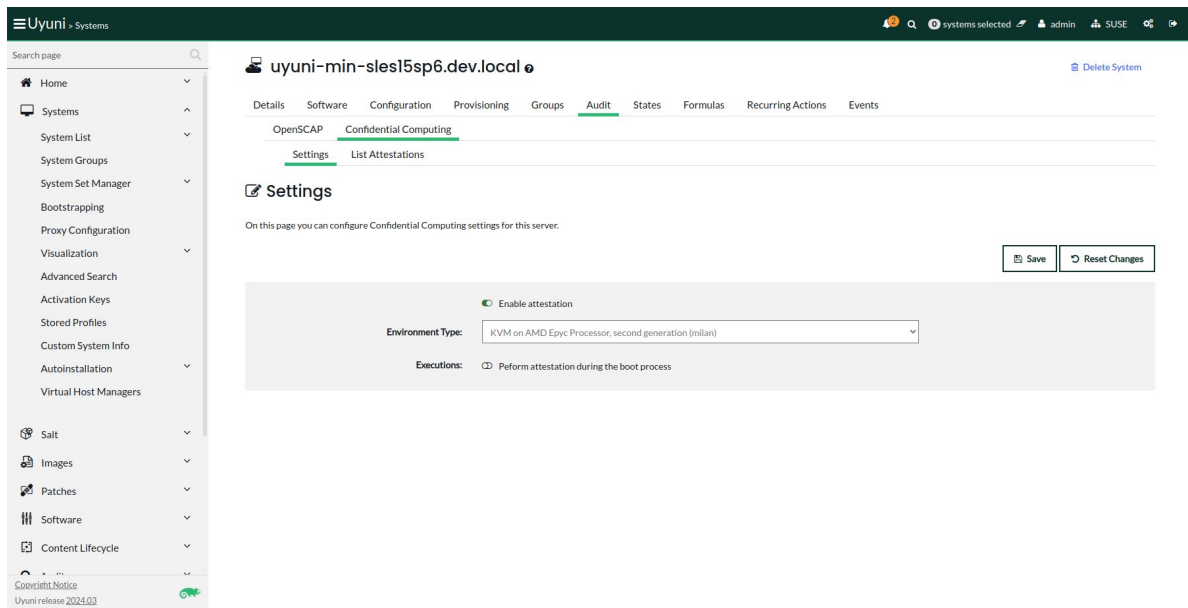 Uyuni > Systems
2
0 systems selected
admin
SUSE
Search page
Home
Systems
System List
System Groups
System Set Manager
Bootstrapping
Proxy Configuration
Visualization
Advanced Search
Activation Keys
Stored Profiles
Custom System Info
Autoinstallation
Virtual Host Managers
Salt
Images
Patches
Software
Content Lifecycle
Copyright Notice
Uyuni release 2024.03
uyuni-min-sles15sp6.dev.local
Delete System
Details Software Configuration Provisioning Groups Audit States Formulas Recurring Actions Events
OpenSCAP Confidential Computing
Settings List Attestations
Settings
On this page you can configure Confidential Computing settings for this server.
Save Reset Changes
Enable attestation
Environment Type: KVM on AMD Epyc Processor, second generation (milan)
Executions: Peform attestation during the boot process